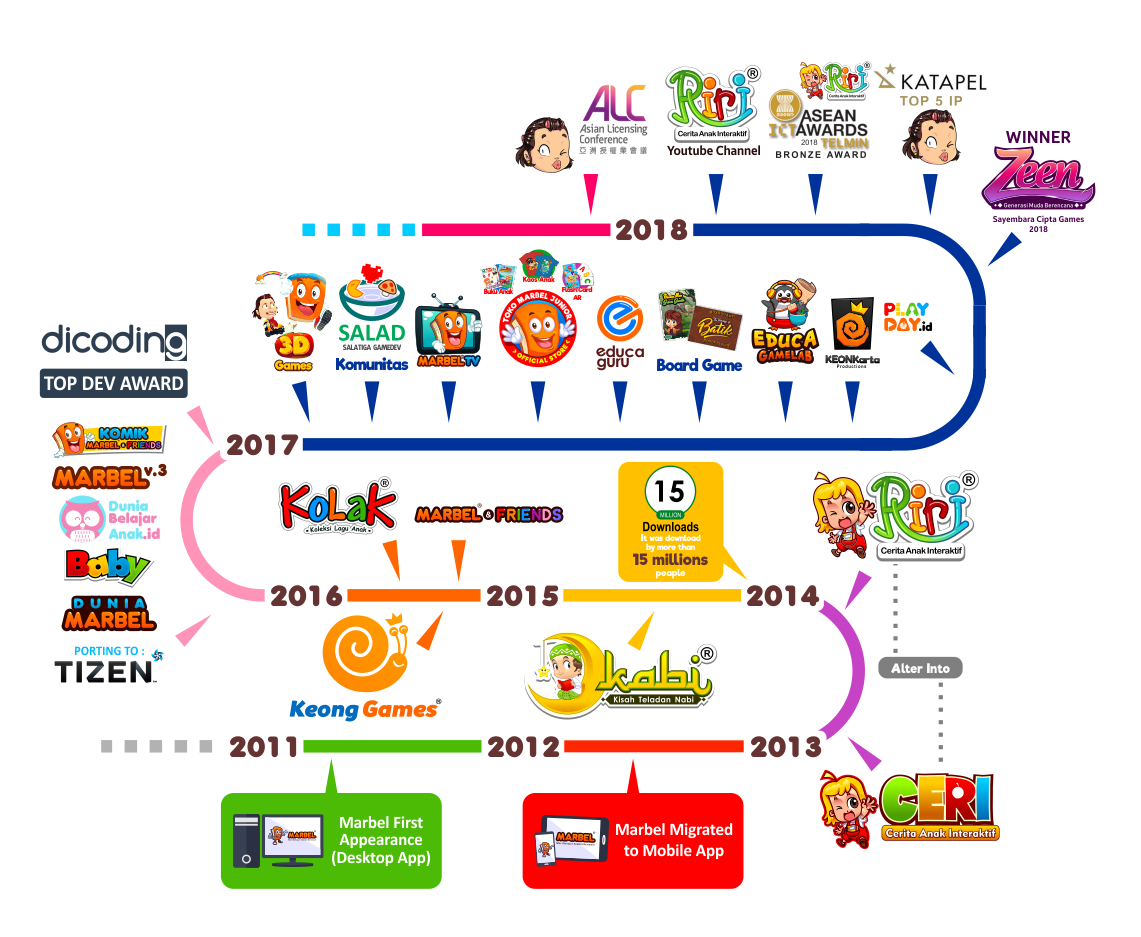 ALC
Asian Licensing
Conference
亞洲授權業會議
Riri®
Cerita Anak Interaktif
Youtube Channel
Riri®
Cerita Anak Interaktif
ASEAN
ICT AWARDS
2018 TELMIN
BRONZE AWARD
KATAPEL
TOP 5 IP
WINNER
Zeen
Generasi Muda Berencana
Sayembara Cipta Games
2018
2018
3D
Games
SALAD
SALATIGA GAMEDEV
Komunitas
MARBEL TV
Buku Anak
Kaos Anak
FlashCard
AR
TOKO MARBEL JUNIOR
OFFICIAL STORE
educa
guru
Batik
Board Game
EDUCA
GAMELAB
KEONKarta
Productions
PLAY
DAY.id
dicoding
TOP DEV AWARD
KOMIK
MARBEL & FRIENDS
MARBEL v.3
Dunia
Belajar
Anak.id
Baby
DUNIA
MARBEL
PORTING TO :
TIZEN™
2017
KoLaK®
Koleksi Lagu Anak
MARBEL® & FRIENDS
15
MILLION
Downloads
It was download
by more than
15 millions
people
Riri®
Cerita Anak Interaktif
2016
2015
2014
Keong Games®
kabi®
Kisah Teladan Nabi
Alter Into
2011
2012
2013
CERI
Cerita Anak Interaktif
MARBEL
Marbel First
Appearance
(Desktop App)
MARBEL
Marbel Migrated
to Mobile App